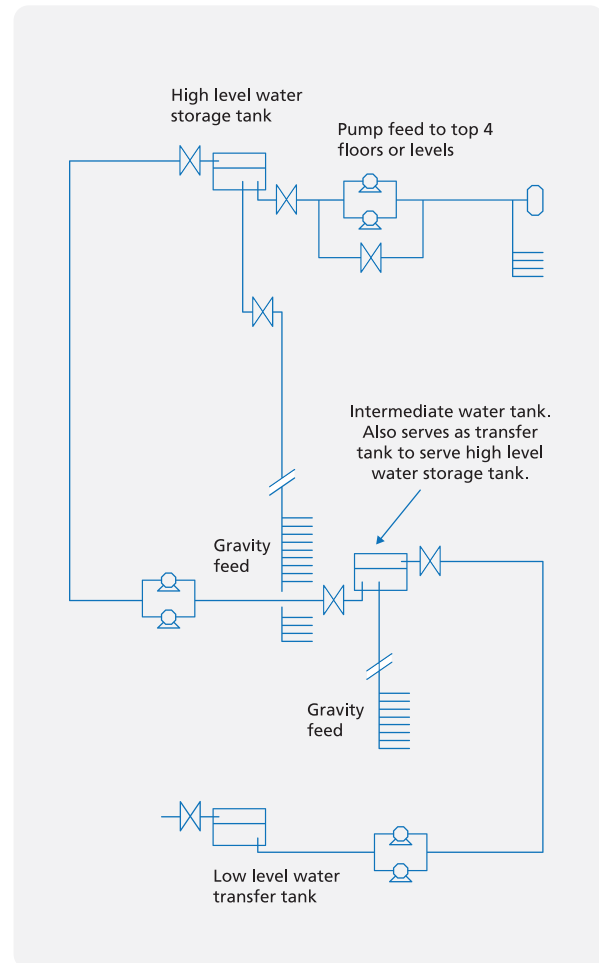 High level water
storage tank
Pump feed to top 4
floors or levels
Intermediate water tank.
Also serves as transfer
tank to serve high level
water storage tank.
Gravity
feed
Gravity
feed
Low level water
transfer tank